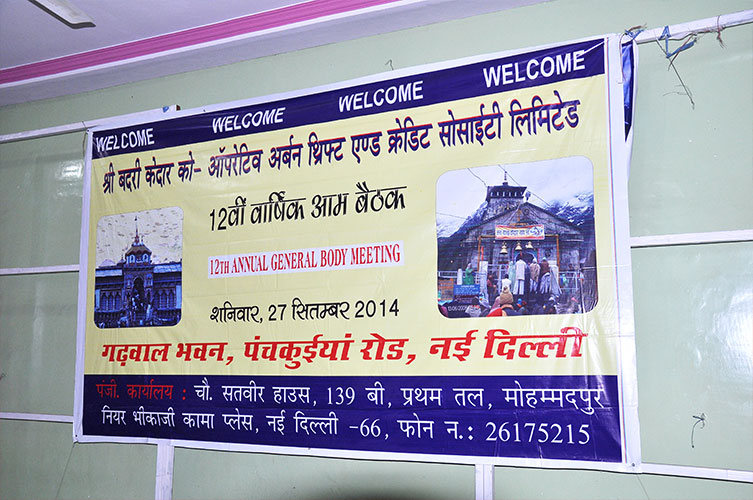 WELCOME WELCOME WELCOME WELCOME
श्री बदरी केदार को- ऑपरेटिव अर्बन थ्रिफ्ट एण्ड क्रेडिट सोसाईटी लिमिटेड
12वीं वार्षिक आम बैठक
12TH ANNUAL GENERAL BODY MEETING
शनिवार, 27 सितम्बर 2014
गढ़वाल भवन, पंचकुईयां रोड, नई दिल्ली
पंजी. कार्यालय : चौ. सतवीर हाउस, 139 बी, प्रथम तल, मोहम्मदपुर
नियर भीकाजी कामा प्लेस, नई दिल्ली -66, फोन न.: 26175215